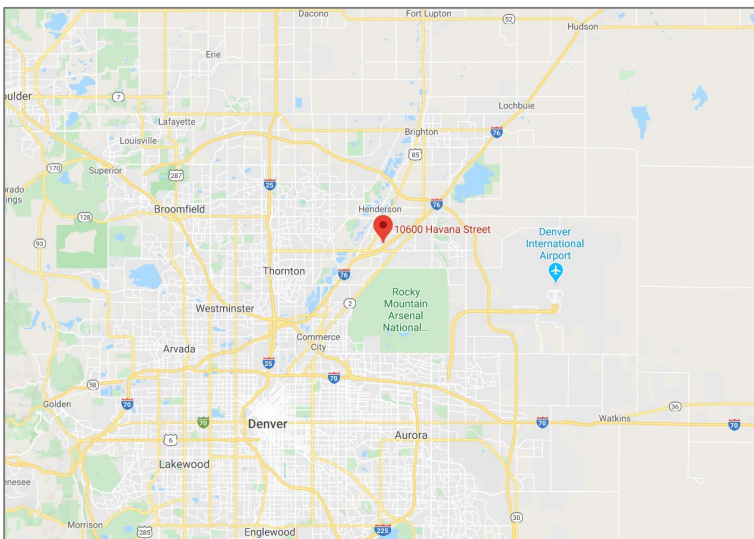 Dacono
Fort Lupton
52
Hudson
Erie
oulder
7
Lochbuie
Lafayette
Brighton
76
Louisville
85
170
Superior
287
25
76
orado
ings
128
Broomfield
Henderson
10600 Havana Street
93
Denver
International
Airport
Thornton
76
Rocky
Mountain
Arsenal
National...
2
Westminster
Commerce
City
Arvada
25
70
58
Golden
70
36
Watkins
70
Denver
70
70
6
Aurora
Lakewood
enesee
30
Morrison
285
Englewood
225